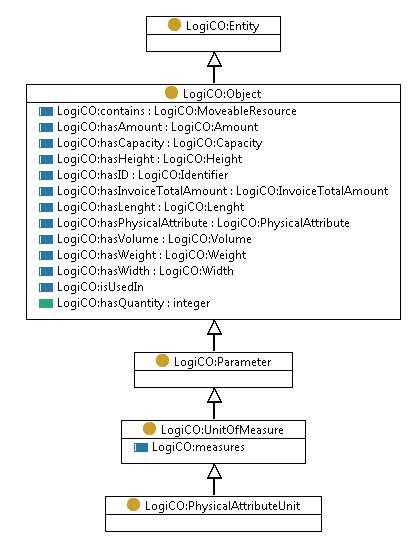 LogiCO:Entity
LogiCO:Object
LogiCO:contains : LogiCO:MoveableResource
LogiCO:hasAmount : LogiCO:Amount
LogiCO:hasCapacity : LogiCO:Capacity
LogiCO:hasHeight : LogiCO:Height
LogiCO:hasID : LogiCO:Identifier
LogiCO:hasInvoiceTotalAmount : LogiCO:InvoiceTotalAmount
LogiCO:hasLenght : LogiCO:Lenght
LogiCO:hasPhysicalAttribute : LogiCO:PhysicalAttribute
LogiCO:hasVolume : LogiCO:Volume
LogiCO:hasWeight : LogiCO:Weight
LogiCO:hasWidth : LogiCO:Width
LogiCO:isUsedIn
LogiCO:hasQuantity : integer
LogiCO:Parameter
LogiCO:UnitOfMeasure
LogiCO:measures
LogiCO:PhysicalAttributeUnit